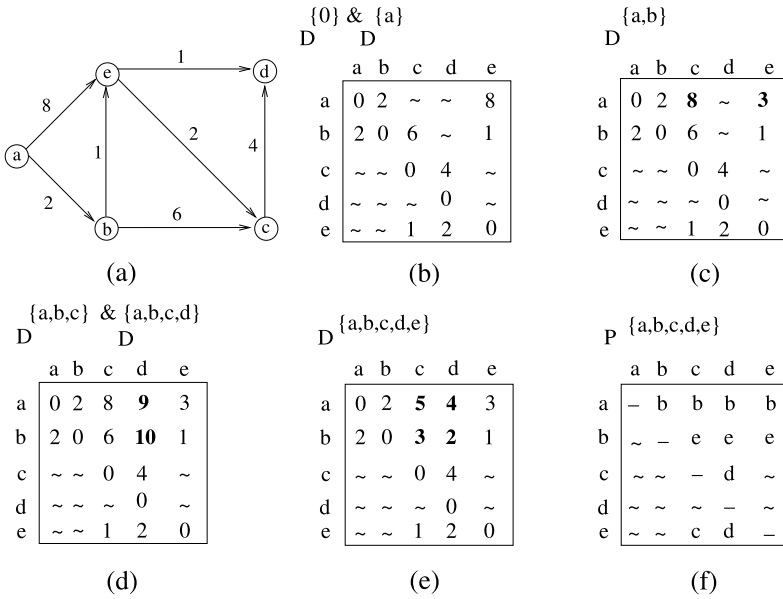 1
e
d
8
2
a
1
4
2
6
b
c
(a)
D{0} & D{a}
a b c d e
a 0 2 ~ ~ 8
b 2 0 6 ~ 1
c ~ ~ 0 4 ~
d ~ ~ ~ 0 ~
e ~ ~ 1 2 0
(b)
D{a,b}
a b c d e
a 0 2 8 ~ 3
b 2 0 6 ~ 1
c ~ ~ 0 4 ~
d ~ ~ ~ 0 ~
e ~ ~ 1 2 0
(c)
D{a,b,c} & D{a,b,c,d}
a b c d e
a 0 2 8 9 3
b 2 0 6 10 1
c ~ ~ 0 4 ~
d ~ ~ ~ 0 ~
e ~ ~ 1 2 0
(d)
D{a,b,c,d,e}
a b c d e
a 0 2 5 4 3
b 2 0 3 2 1
c ~ ~ 0 4 ~
d ~ ~ ~ 0 ~
e ~ ~ 1 2 0
(e)
P{a,b,c,d,e}
a b c d e
a – b b b b
b ~ – e e e
c ~ ~ – d ~
d ~ ~ ~ – ~
e ~ ~ c d –
(f)